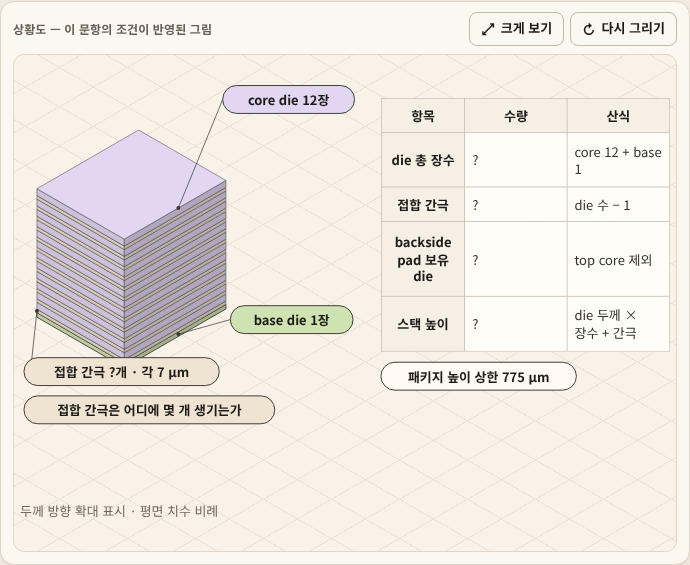 상황도 — 이 문항의 조건이 반영된 그림
크게 보기
다시 그리기
core die 12장
base die 1장
접합 간극 ?개 · 각 7 μm
접합 간극은 어디에 몇 개 생기는가
항목 수량 산식
die 총 장수 ? core 12 + base
1
접합 간극 ? die 수 − 1
backside
pad 보유
die
? top core 제외
스택 높이 ? die 두께 ×
장수 + 간극
패키지 높이 상한 775 μm
두께 방향 확대 표시 · 평면 치수 비례